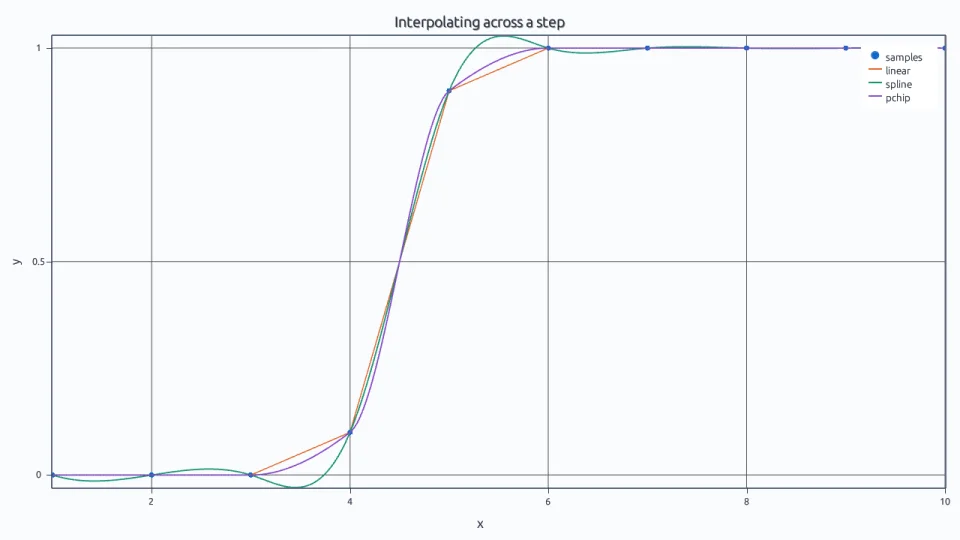 Interpolating across a step
1
samples
linear
spline
pchip
y
0.5
0
2
4
6
8
10
x